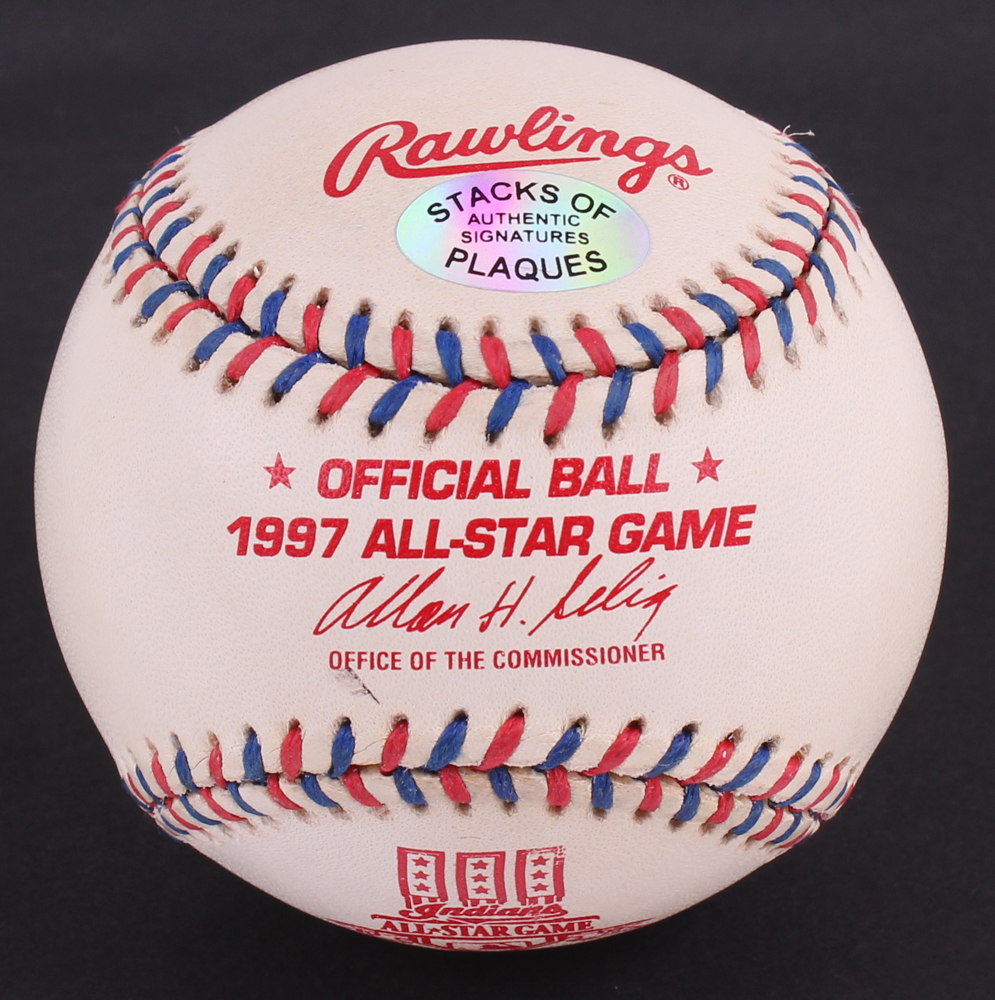 Rawlings ®
STACKS OF
AUTHENTIC
SIGNATURES
PLAQUES
★ OFFICIAL BALL ★
1997 ALL-STAR GAME
Allan H. Selig
OFFICE OF THE COMMISSIONER
Indians
ALL★STAR GAME